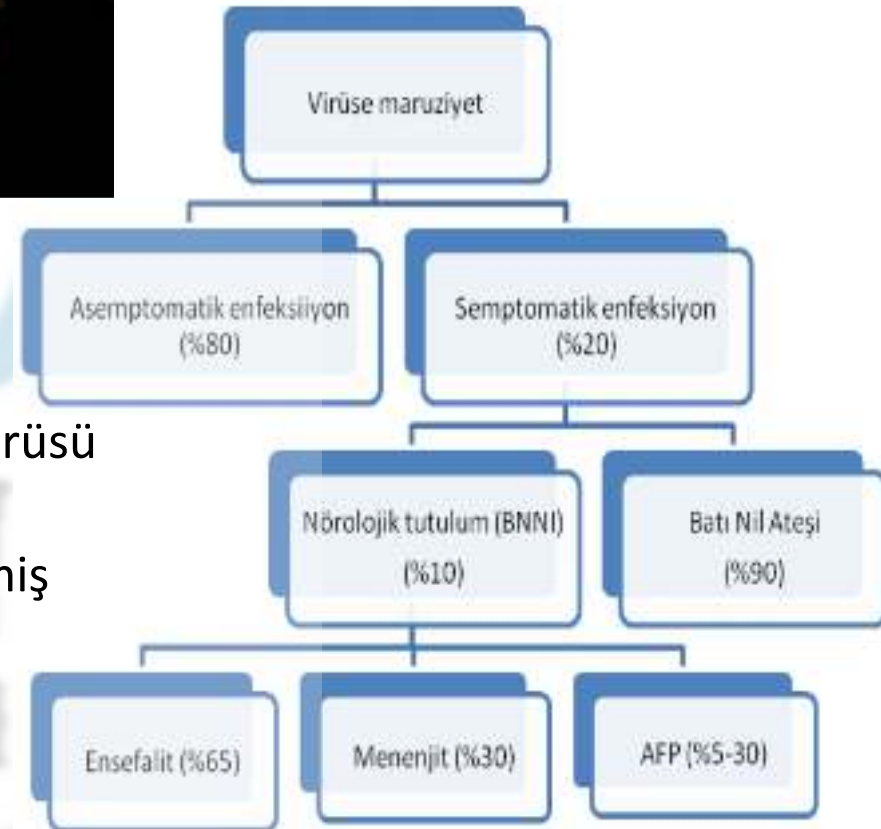 Virüse maruziyet
Asemptomatik enfeksiiyon
(%80)
Semptomatik enfeksiyon
(%20)
rüsü
Nörolojik tutulum (BNNI)
(%10)
Batı Nil Ateşi
(%90)
niş
Ensefalit (%65)
Menenjit (%30)
AFP (%5-30)